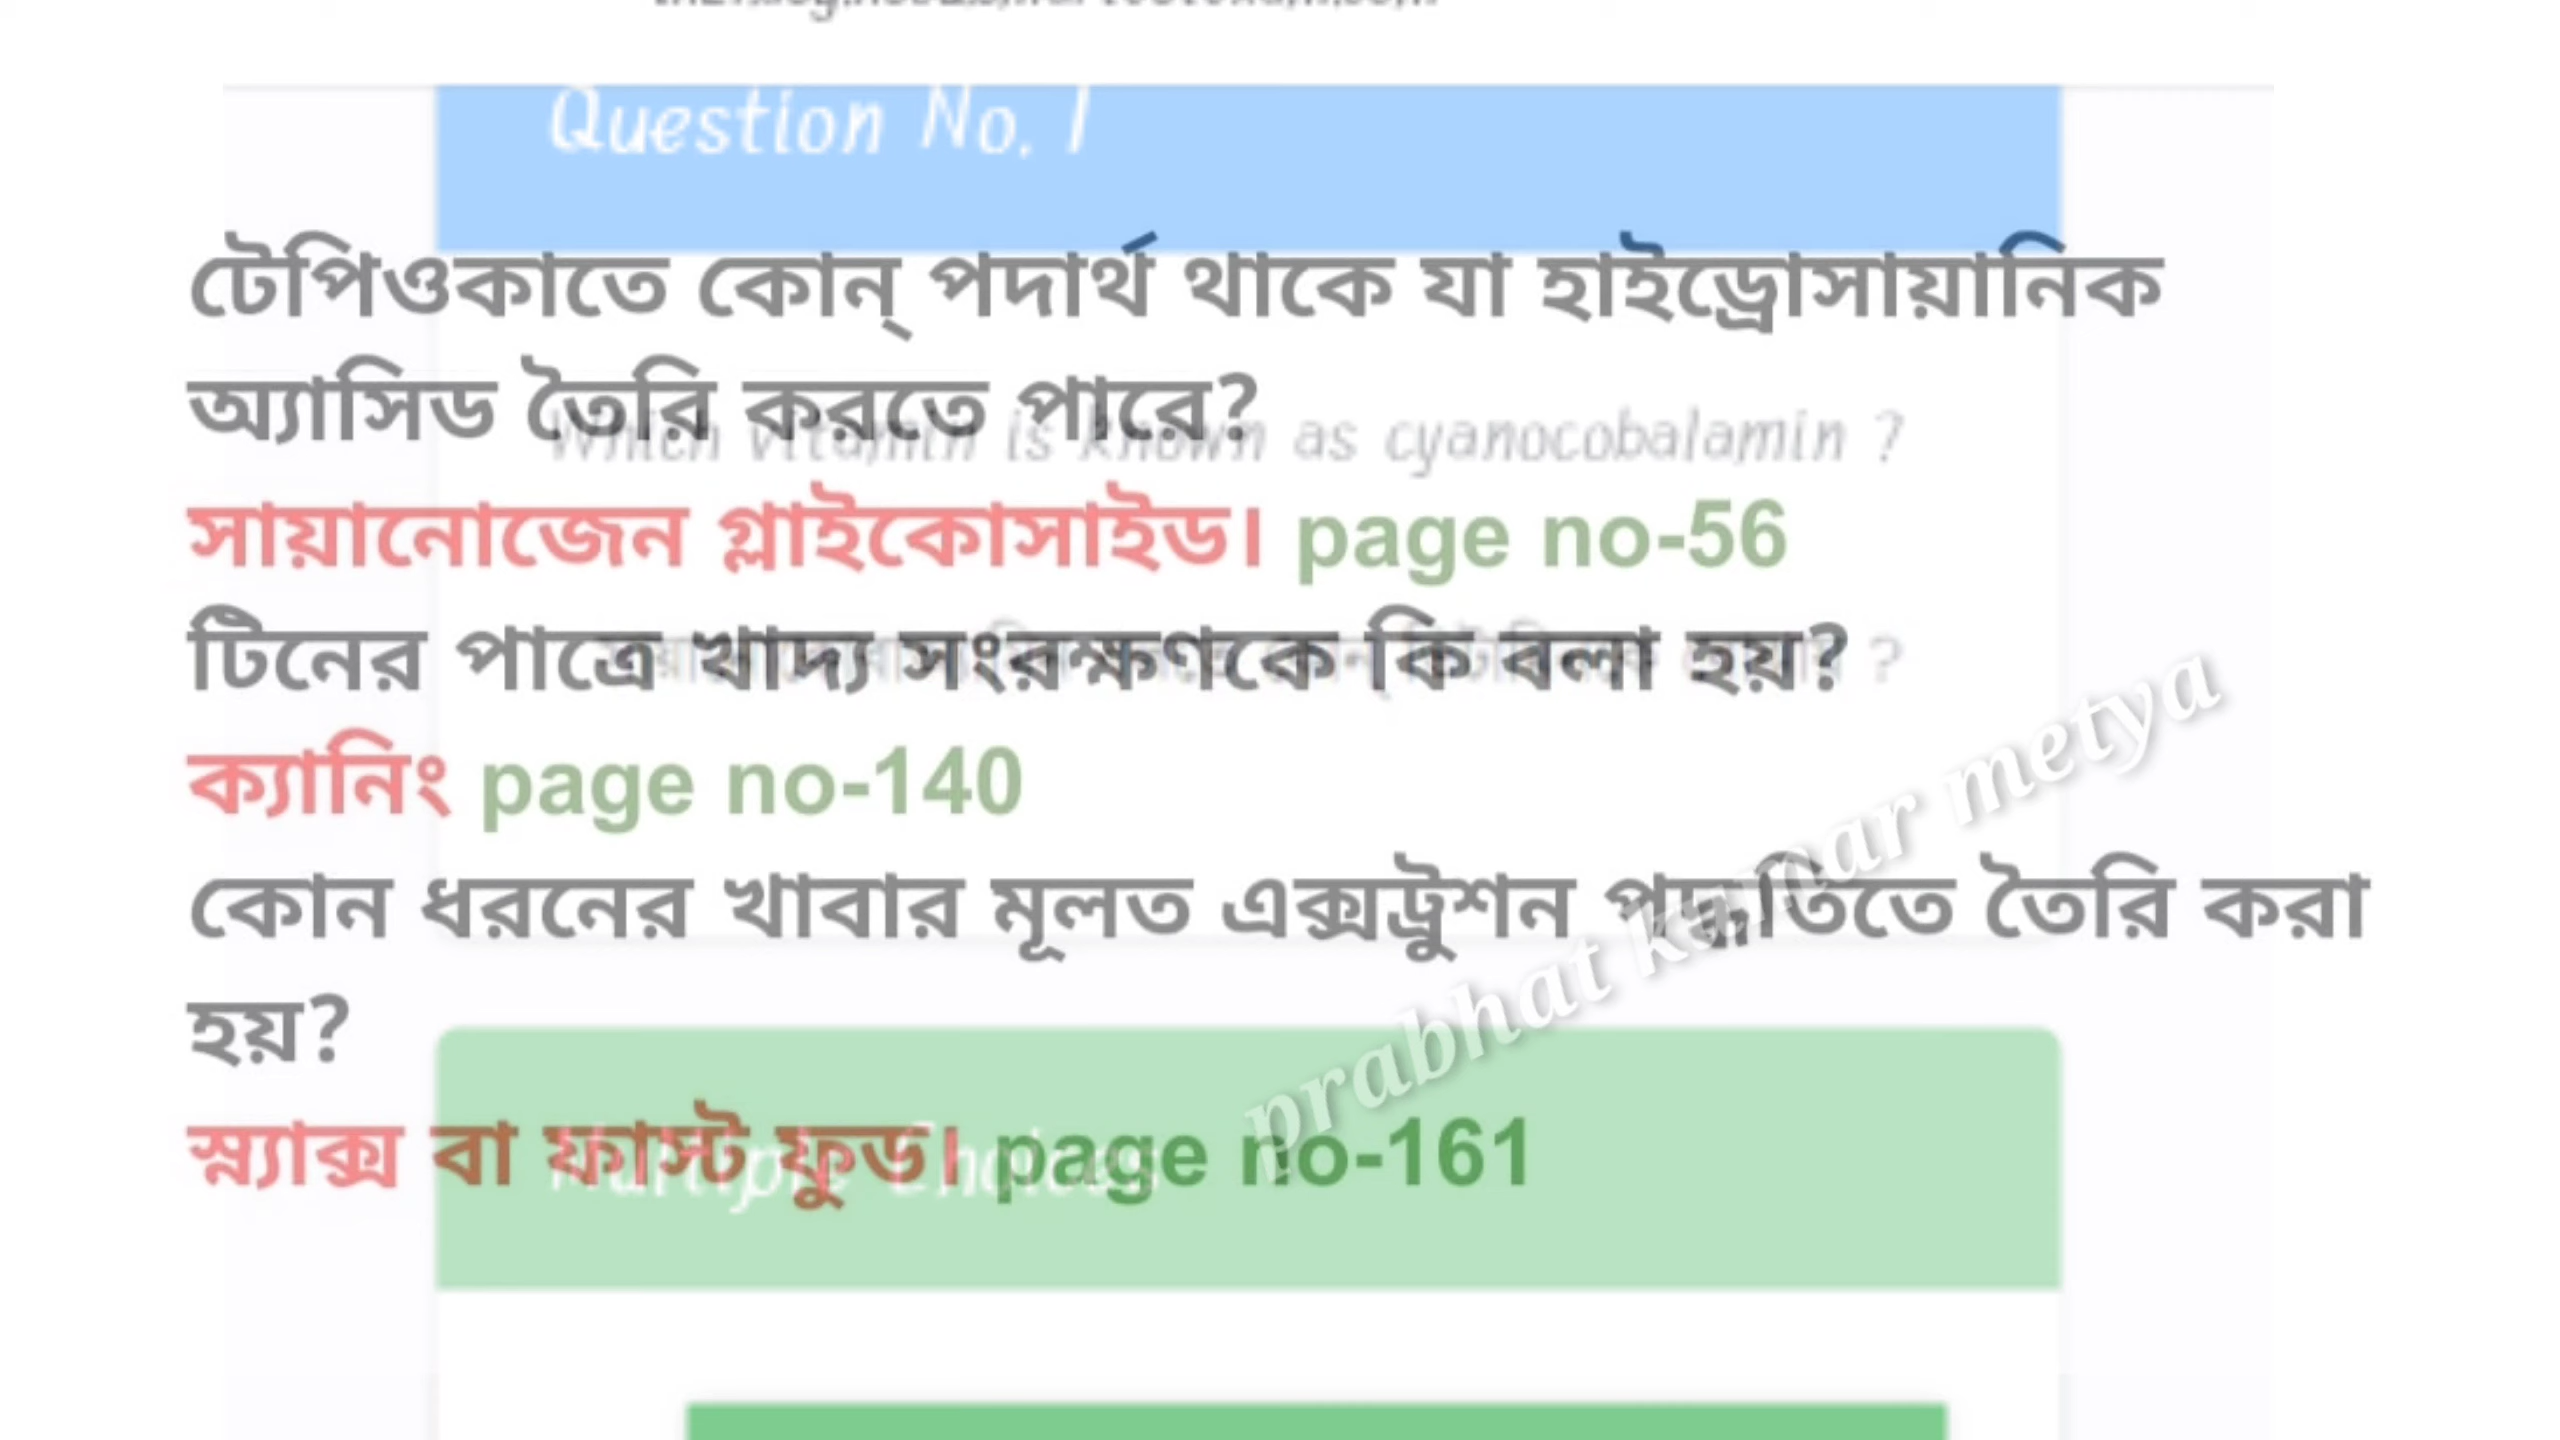 Question No. 1
টেপিওকাতে কোন্ পদার্থ থাকে যা হাইড্রোসায়ানিক
অ্যাসিড তৈরি করতে পারে?
Which vitamin is known as cyanocobalamin ?
সায়ানোজেন গ্লাইকোসাইড। page no-56
টিনের পাত্রে খাদ্য সংরক্ষণকে কি বলা হয়?
ক্যানিং page no-140
prabhat kumar metya
কোন ধরনের খাবার মূলত এক্সট্রুশন পদ্ধতিতে তৈরি করা
হয়?
স্ন্যাক্স বা ফাস্ট ফুড। page no-161
Multiple Choices